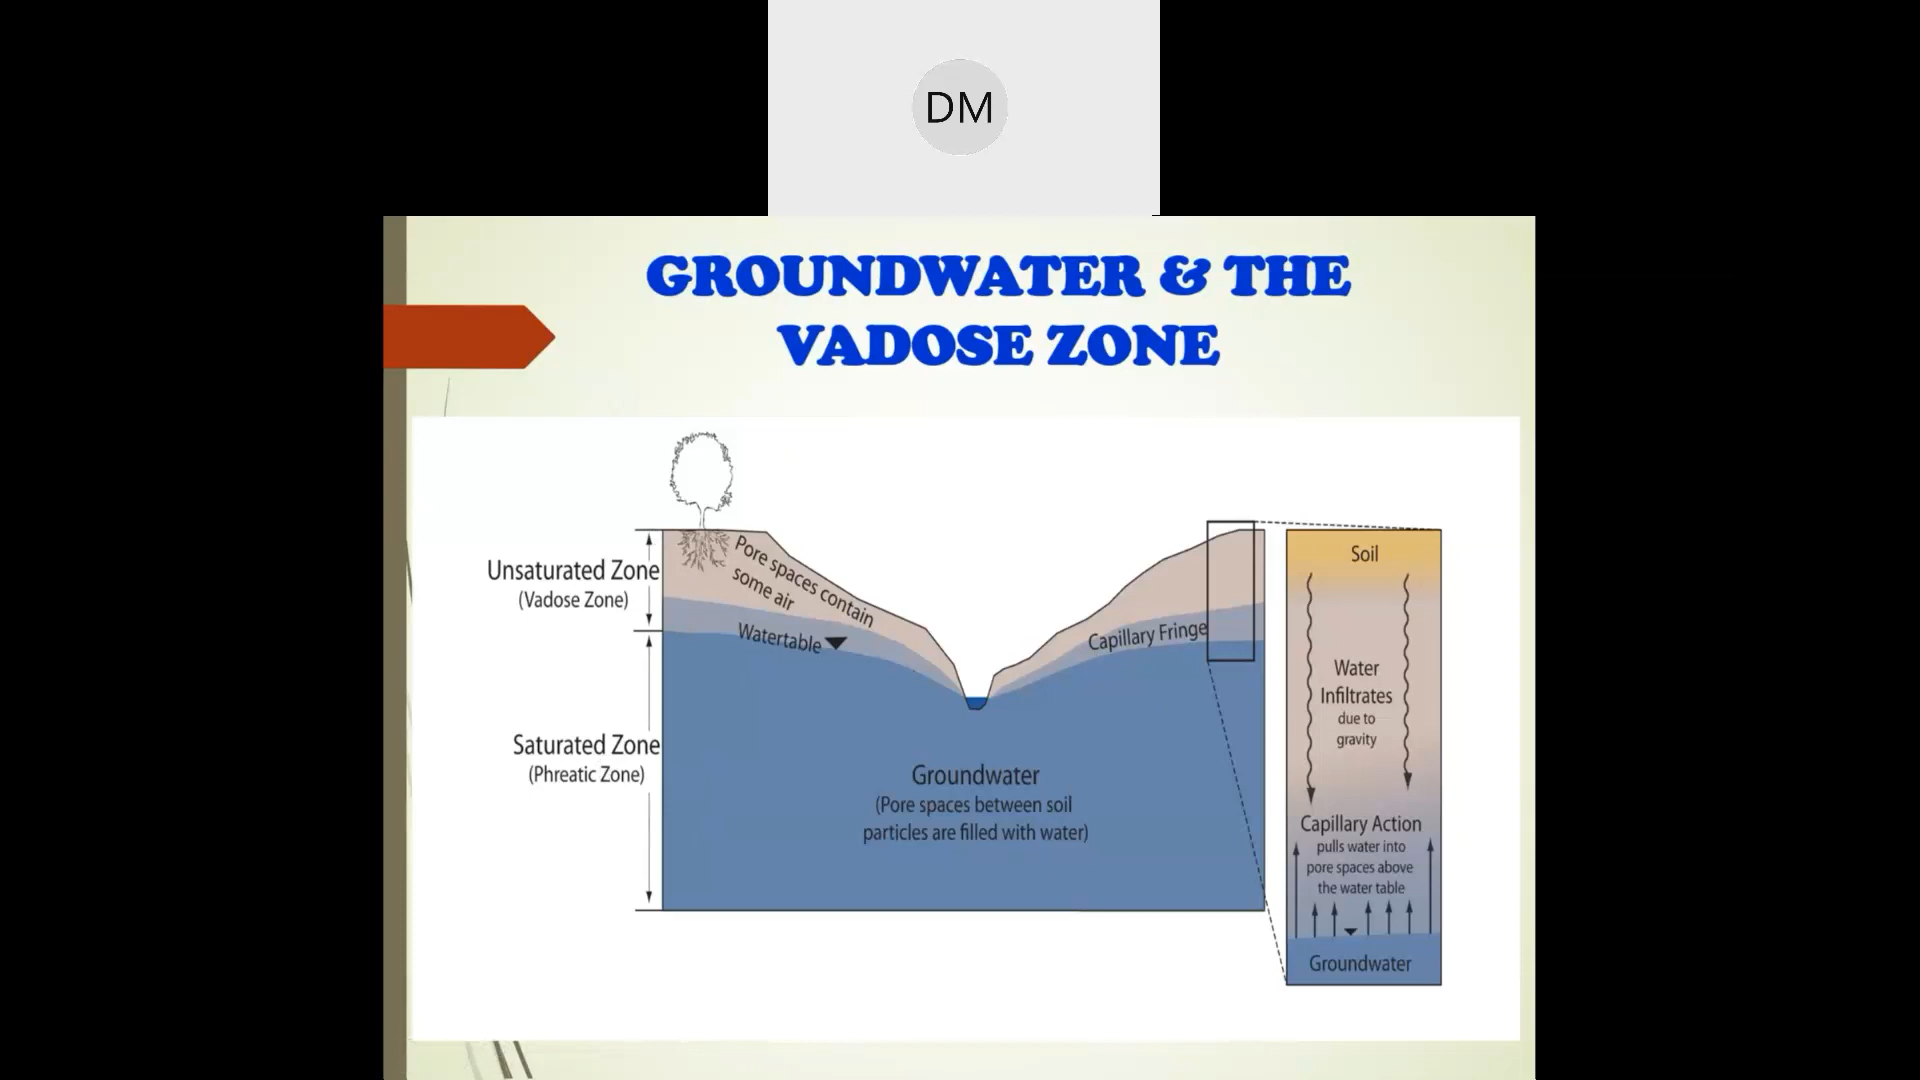 DM
GROUNDWATER & THE
VADOSE ZONE
Unsaturated Zone
(Vadose Zone)
Pore spaces contain
some air
Watertable
Capillary Fringe
Saturated Zone
(Phreatic Zone)
Groundwater
(Pore spaces between soil
particles are filled with water)
Soil
Water
Infiltrates
due to
gravity
Capillary Action
pulls water into
pore spaces above
the water table
Groundwater